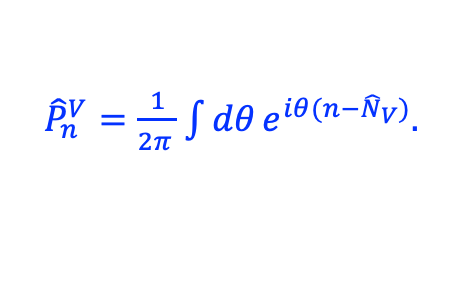 P̂ₙⱽ = 1/2π ∫ dθ e^{iθ(n−N̂_V)}.